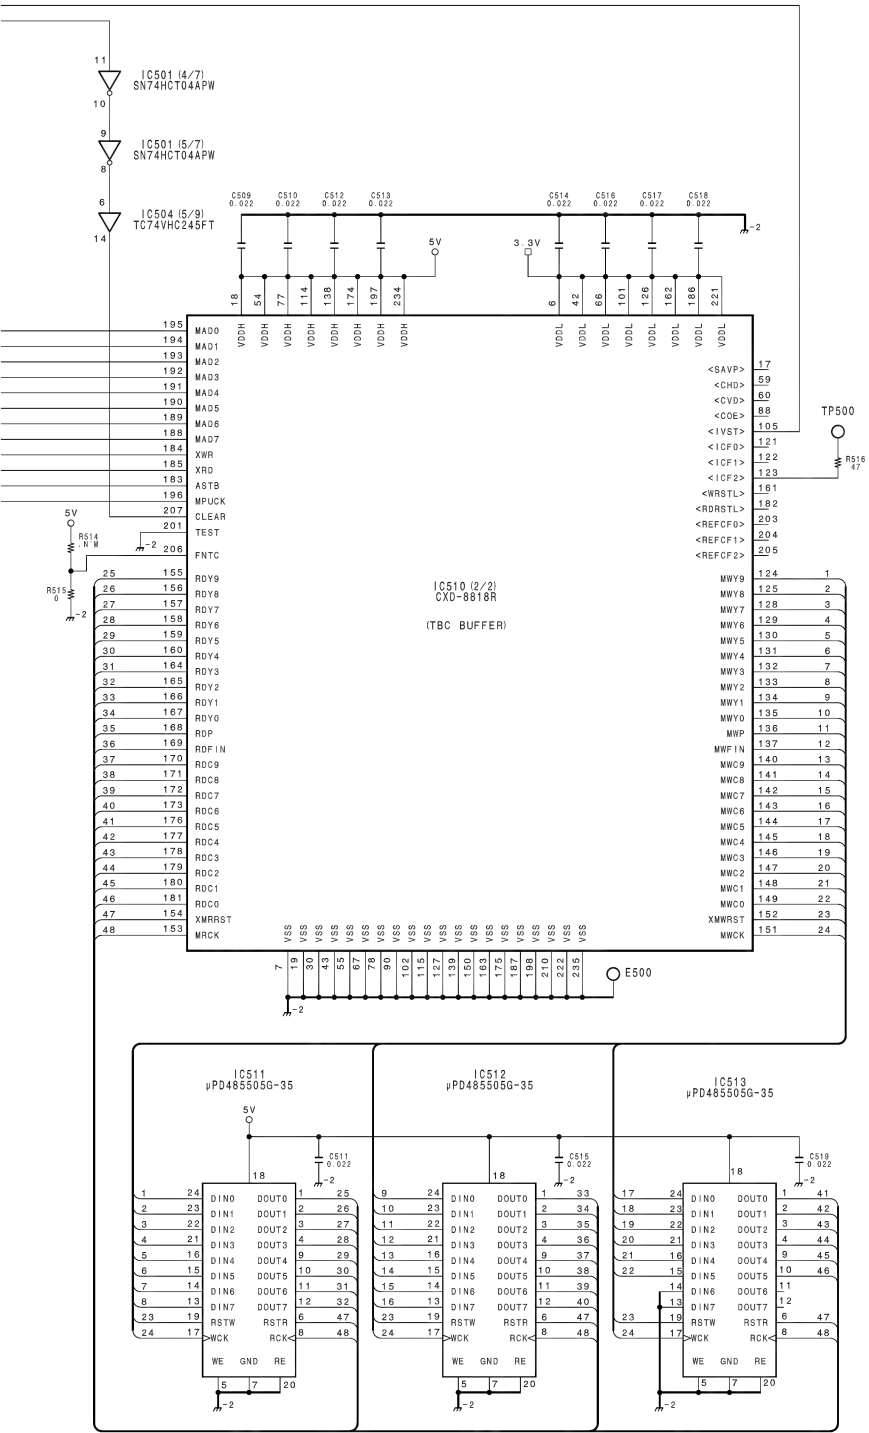 11
IC501 (4/7)
SN74HCT04APW
10
9
IC501 (5/7)
SN74HCT04APW
8
6
IC504 (5/9)
TC74VHC245FT
14
C509 C510 C512 C513 C514 C516 C517 C518
0.022 0.022 0.022 0.022 0.022 0.022 0.022 0.022
-2
5V 3.3V
18 54 77 114 138 174 197 234 6 42 66 101 126 162 186 221
VDDH VDDH VDDH VDDH VDDH VDDH VDDH VDDH VDDL VDDL VDDL VDDL VDDL VDDL VDDL VDDL
195 MAD0
194 MAD1
193 MAD2
192 MAD3
191 MAD4
190 MAD5
189 MAD6
188 MAD7
184 XWR
185 XRD
183 ASTB
196 MPUCK
207 CLEAR
201 TEST
-2
206 FNTC
5V
R514
.N'M
R515
0
-2
<SAVP> 17
<CHD> 59
<CVD> 60
<COE> 88
<IVST> 105
<ICF0> 121
<ICF1> 122
<ICF2> 123
<WRSTL> 161
<RDRSTL> 182
<REFCF0> 203
<REFCF1> 204
<REFCF2> 205
TP500
R516
47
IC510 (2/2)
CXD-8818R
(TBC BUFFER)
25 155 RDY9 MWY9 124 1
26 156 RDY8 MWY8 125 2
27 157 RDY7 MWY7 128 3
28 158 RDY6 MWY6 129 4
29 159 RDY5 MWY5 130 5
30 160 RDY4 MWY4 131 6
31 164 RDY3 MWY3 132 7
32 165 RDY2 MWY2 133 8
33 166 RDY1 MWY1 134 9
34 167 RDY0 MWY0 135 10
35 168 RDP MWP 136 11
36 169 RDFIN MWFIN 137 12
37 170 RDC9 MWC9 140 13
38 171 RDC8 MWC8 141 14
39 172 RDC7 MWC7 142 15
40 173 RDC6 MWC6 143 16
41 176 RDC5 MWC5 144 17
42 177 RDC4 MWC4 145 18
43 178 RDC3 MWC3 146 19
44 179 RDC2 MWC2 147 20
45 180 RDC1 MWC1 148 21
46 181 RDC0 MWC0 149 22
47 154 XMRRST XMWRST 152 23
48 153 MRCK MWCK 151 24
VSS VSS VSS VSS VSS VSS VSS VSS VSS VSS VSS VSS VSS VSS VSS VSS VSS VSS VSS VSS
7 19 30 43 55 67 78 90 102 115 127 139 150 163 175 187 198 210 222 235
E500
-2
IC511
μPD485505G-35
5V
C511
0.022
-2
18
1 24 DIN0 DOUT0 1 25
2 23 DIN1 DOUT1 2 26
3 22 DIN2 DOUT2 3 27
4 21 DIN3 DOUT3 4 28
5 16 DIN4 DOUT4 9 29
6 15 DIN5 DOUT5 10 30
7 14 DIN6 DOUT6 11 31
8 13 DIN7 DOUT7 12 32
23 19 RSTW RSTR 6 47
24 17 WCK RCK 8 48
WE GND RE
5 7 20
-2
IC512
μPD485505G-35
C515
0.022
-2
18
9 24 DIN0 DOUT0 1 33
10 23 DIN1 DOUT1 2 34
11 22 DIN2 DOUT2 3 35
12 21 DIN3 DOUT3 4 36
13 16 DIN4 DOUT4 9 37
14 15 DIN5 DOUT5 10 38
15 14 DIN6 DOUT6 11 39
16 13 DIN7 DOUT7 12 40
23 19 RSTW RSTR 6 47
24 17 WCK RCK 8 48
WE GND RE
5 7 20
-2
IC513
μPD485505G-35
C519
0.022
-2
18
17 24 DIN0 DOUT0 1 41
18 23 DIN1 DOUT1 2 42
19 22 DIN2 DOUT2 3 43
20 21 DIN3 DOUT3 4 44
21 16 DIN4 DOUT4 9 45
22 15 DIN5 DOUT5 10 46
14 DIN6 DOUT6 11
13 DIN7 DOUT7 12
23 19 RSTW RSTR 6 47
24 17 WCK RCK 8 48
WE GND RE
5 7 20
-2